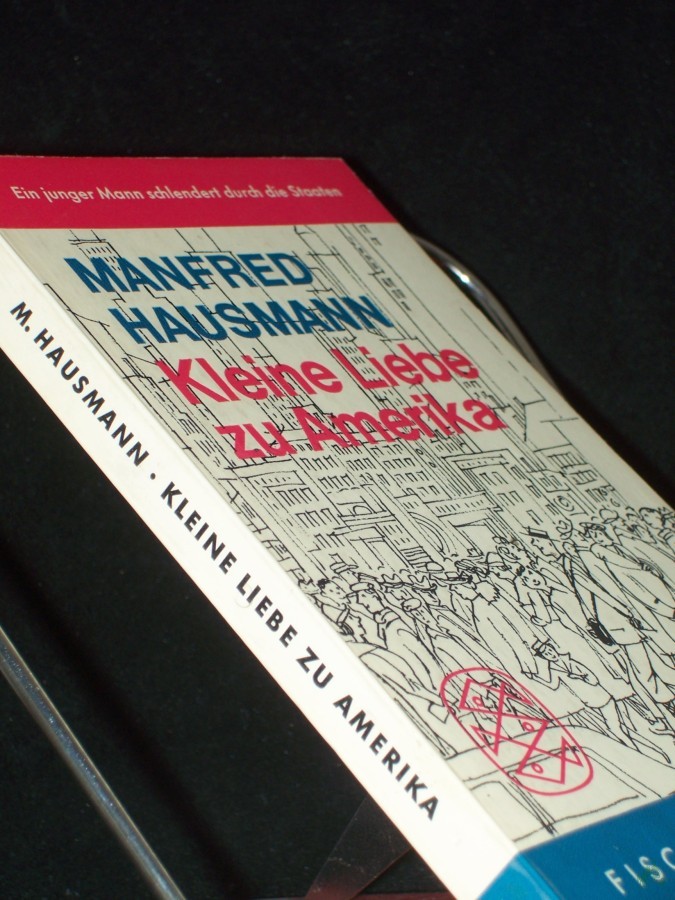 Ein junger Mann schlendert durch die Staaten
MANFRED
HAUSMANN
Kleine Liebe
zu Amerika
M. HAUSMANN · KLEINE LIEBE ZU AMERIKA